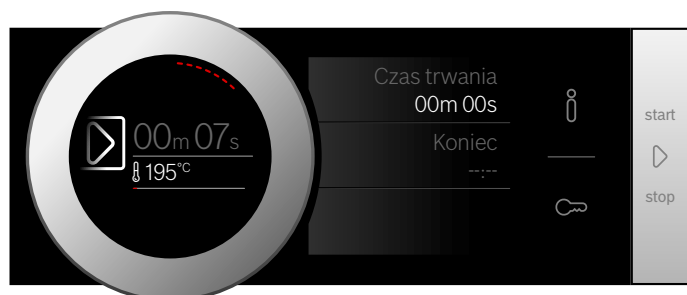 00m 07s
195°C
Czas trwania
00m 00s
Koniec
--:--
start
stop